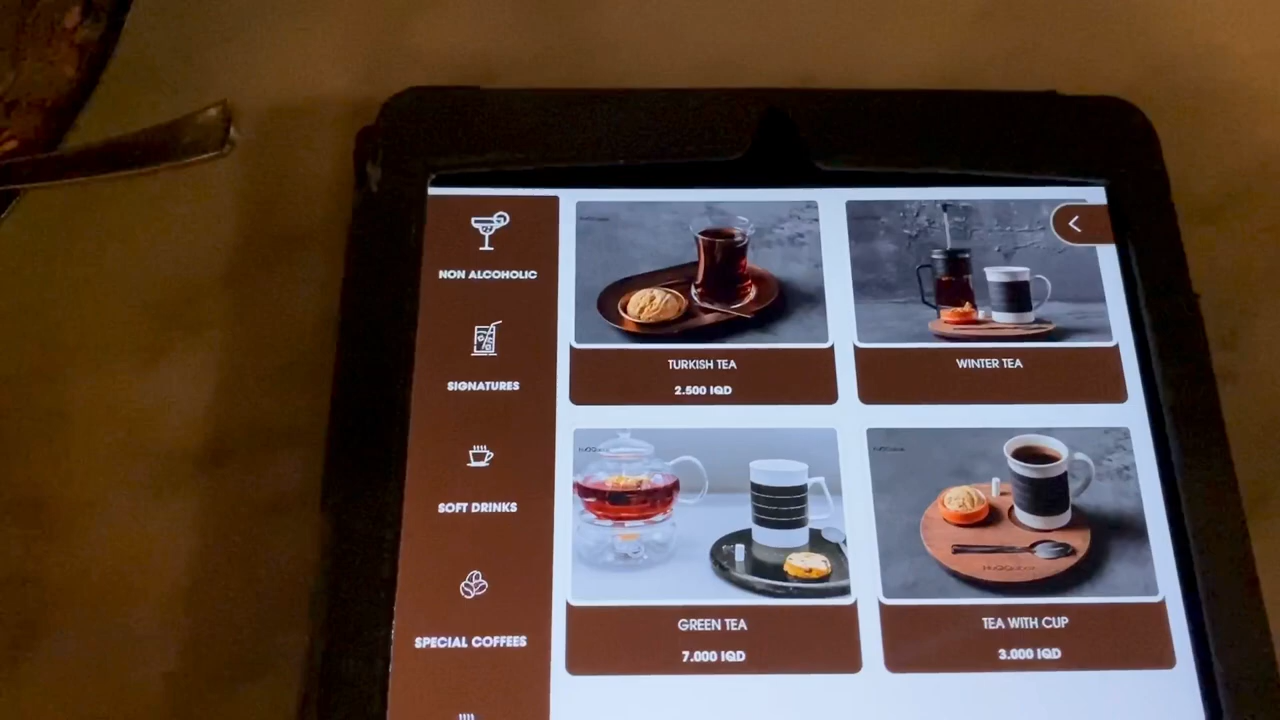 NON ALCOHOLIC
SIGNATURES
SOFT DRINKS
SPECIAL COFFEES
TURKISH TEA
2.500 IQD
WINTER TEA
GREEN TEA
7.000 IQD
TEA WITH CUP
3.000 IQD